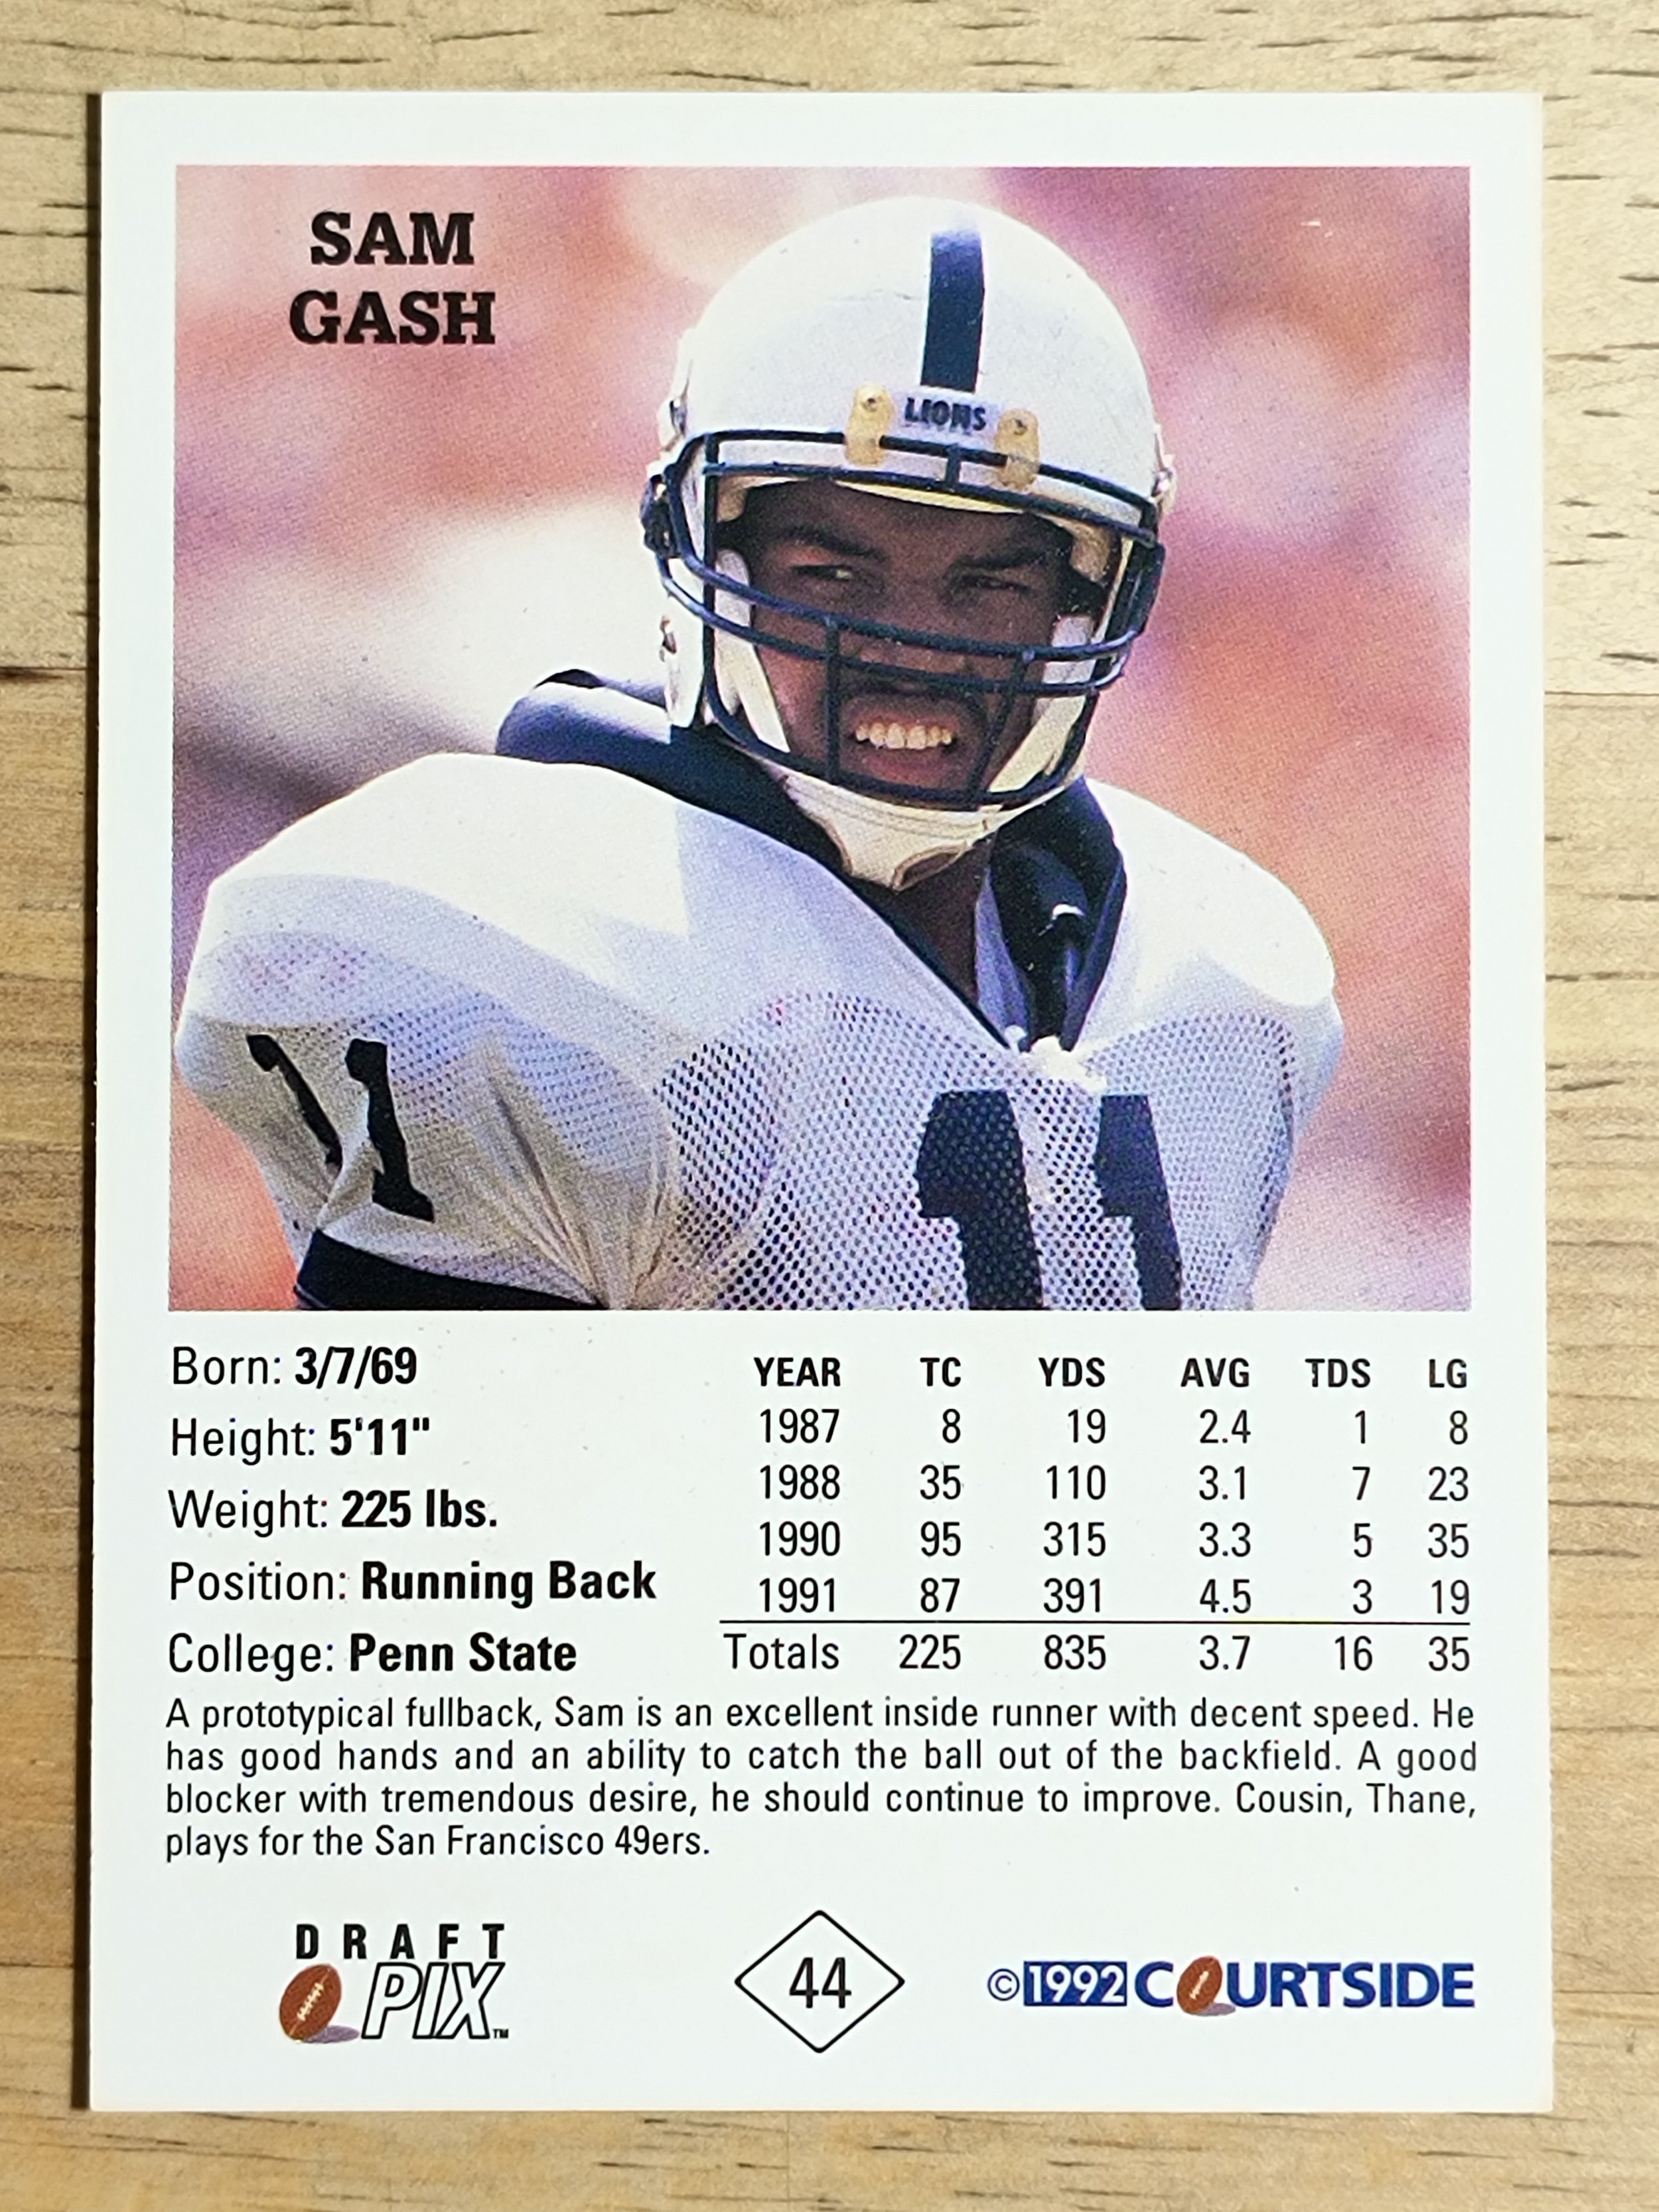 SAM
GASH
LIONS
11
11
Born: 3/7/69
Height: 5'11"
Weight: 225 lbs.
Position: Running Back
College: Penn State
YEAR TC YDS AVG TDS LG
1987 8 19 2.4 1 8
1988 35 110 3.1 7 23
1990 95 315 3.3 5 35
1991 87 391 4.5 3 19
Totals 225 835 3.7 16 35
A prototypical fullback, Sam is an excellent inside runner with decent speed. He
has good hands and an ability to catch the ball out of the backfield. A good
blocker with tremendous desire, he should continue to improve. Cousin, Thane,
plays for the San Francisco 49ers.
DRAFT
PIX™
44
©1992 COURTSIDE